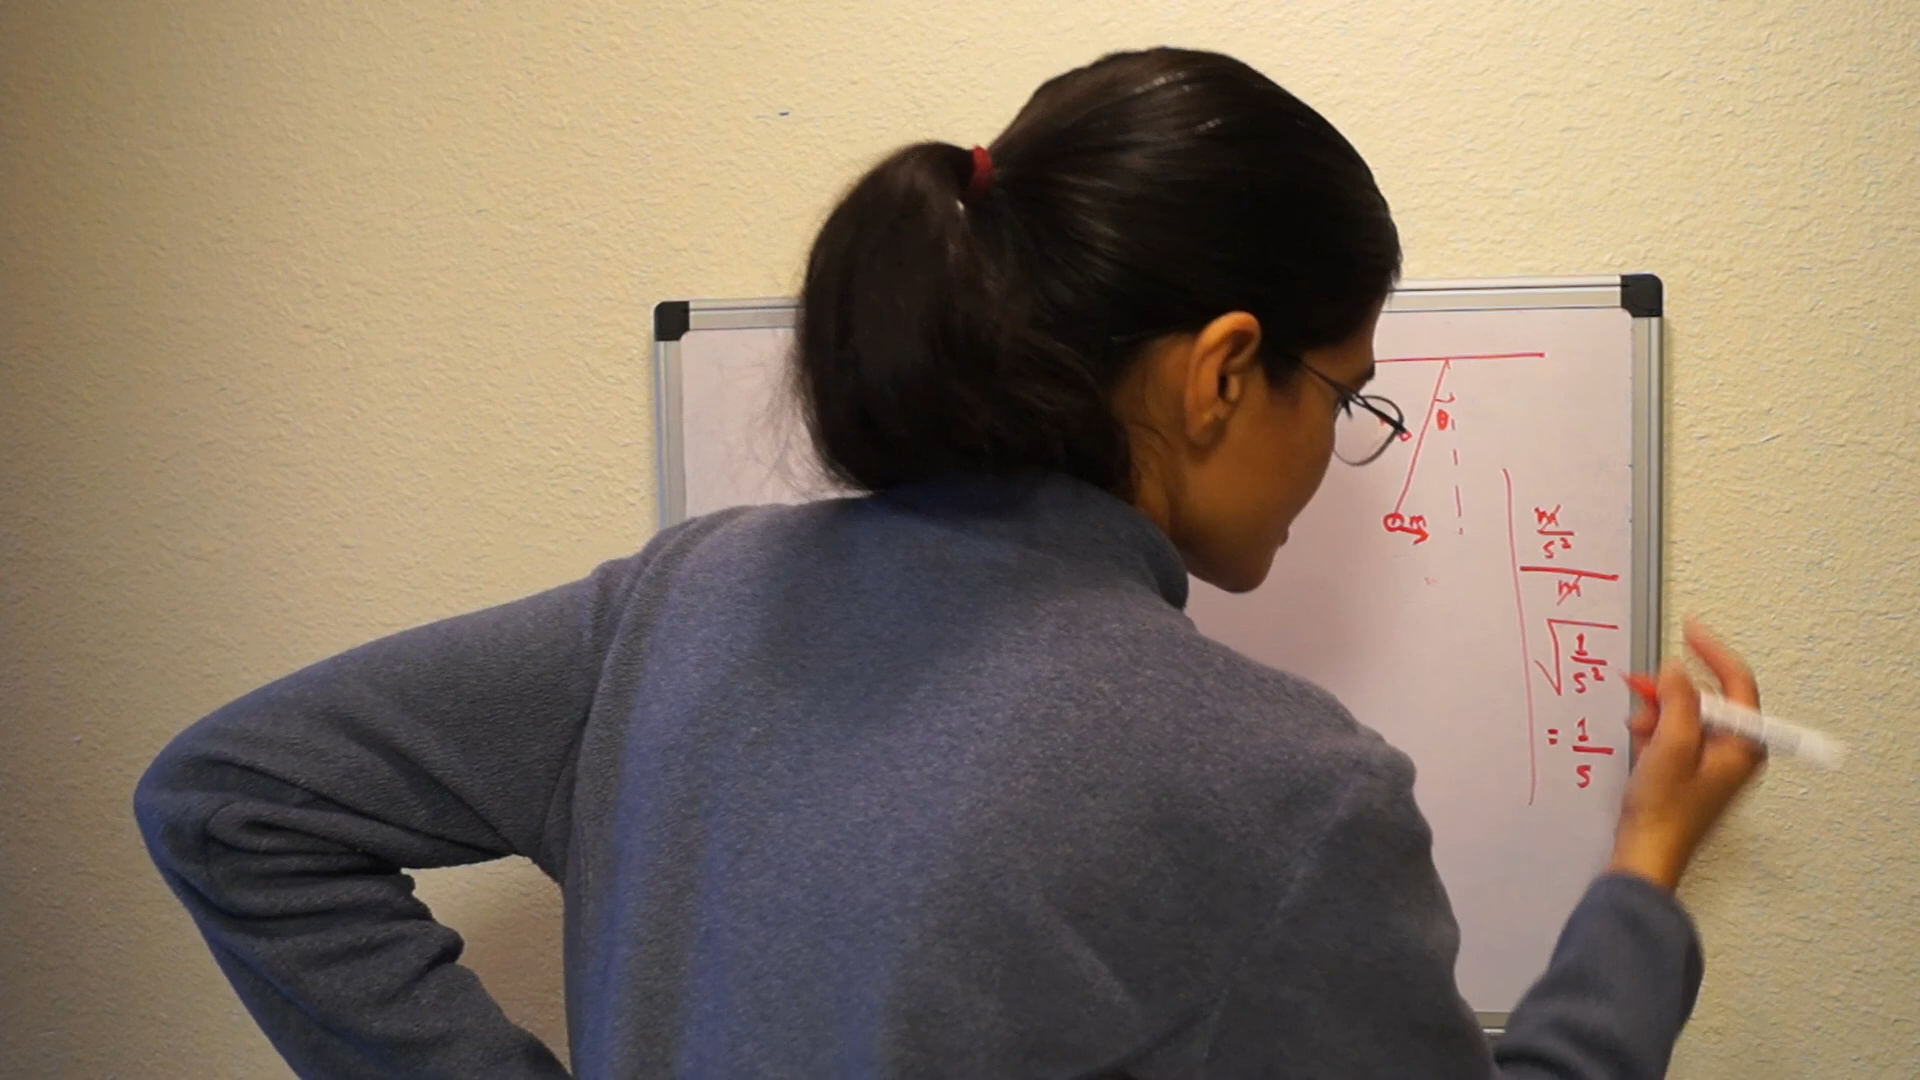 θ
m
m/s²
m
√1/s²
= 1/s